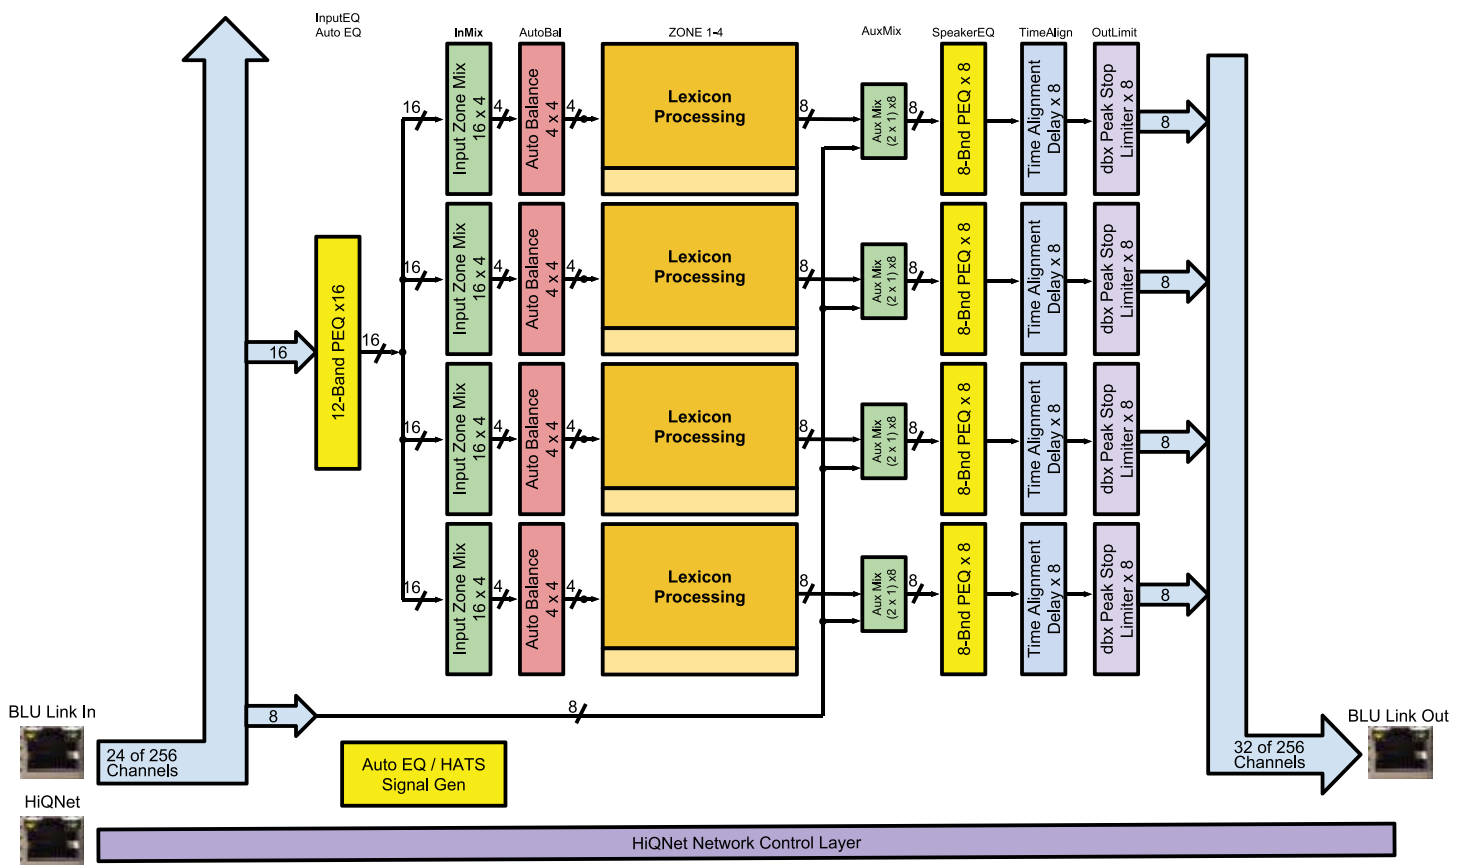 InputEQ
Auto EQ
InMix
AutoBal
ZONE 1-4
AuxMix
SpeakerEQ
TimeAlign
OutLimit
16
Input Zone Mix
16 x 4
4
Auto Balance
4 x 4
4
Lexicon
Processing
8
Aux Mix
(2 x 1) x8
8
8-Bnd PEQ x 8
Time Alignment
Delay x 8
dbx Peak Stop
Limiter x 8
8
16
Input Zone Mix
16 x 4
4
Auto Balance
4 x 4
4
Lexicon
Processing
8
Aux Mix
(2 x 1) x8
8
8-Bnd PEQ x 8
Time Alignment
Delay x 8
dbx Peak Stop
Limiter x 8
8
16
12-Band PEQ x16
16
16
Input Zone Mix
16 x 4
4
Auto Balance
4 x 4
4
Lexicon
Processing
8
Aux Mix
(2 x 1) x8
8
8-Bnd PEQ x 8
Time Alignment
Delay x 8
dbx Peak Stop
Limiter x 8
8
16
Input Zone Mix
16 x 4
4
Auto Balance
4 x 4
4
Lexicon
Processing
8
Aux Mix
(2 x 1) x8
8
8-Bnd PEQ x 8
Time Alignment
Delay x 8
dbx Peak Stop
Limiter x 8
8
8
8
BLU Link In
24 of 256
Channels
Auto EQ / HATS
Signal Gen
32 of 256
Channels
BLU Link Out
HiQNet
HiQNet Network Control Layer